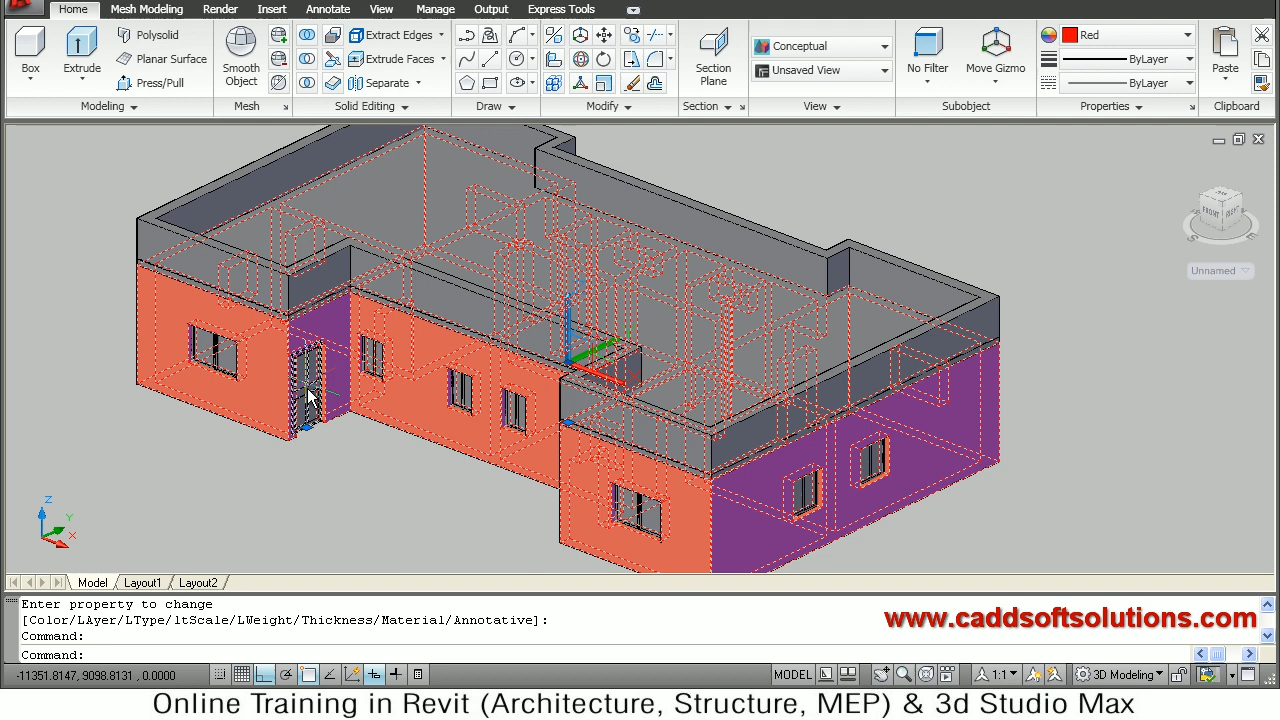 Home Mesh Modeling Render Insert Annotate View Manage Output Express Tools
Box
Extrude
Polysolid
Planar Surface
Press/Pull
Modeling
Smooth
Object
Mesh
Extract Edges
Extrude Faces
Separate
Solid Editing
Draw
Modify
Section
Plane
Section
Conceptual
Unsaved View
View
No Filter
Move Gizmo
Subobject
Red
ByLayer
ByLayer
Properties
Paste
Clipboard
FRONT RIGHT
S E
Unnamed
Z
Y
X
Model Layout1 Layout2
Enter property to change
[Color/LAyer/LType/ltScale/LWeight/Thickness/Material/Annotative]:
Command:
Command:
www.caddsoftsolutions.com
-11351.8147, 9098.8131 , 0.0000
MODEL
1:1
3D Modeling
Online Training in Revit (Architecture, Structure, MEP) & 3d Studio Max